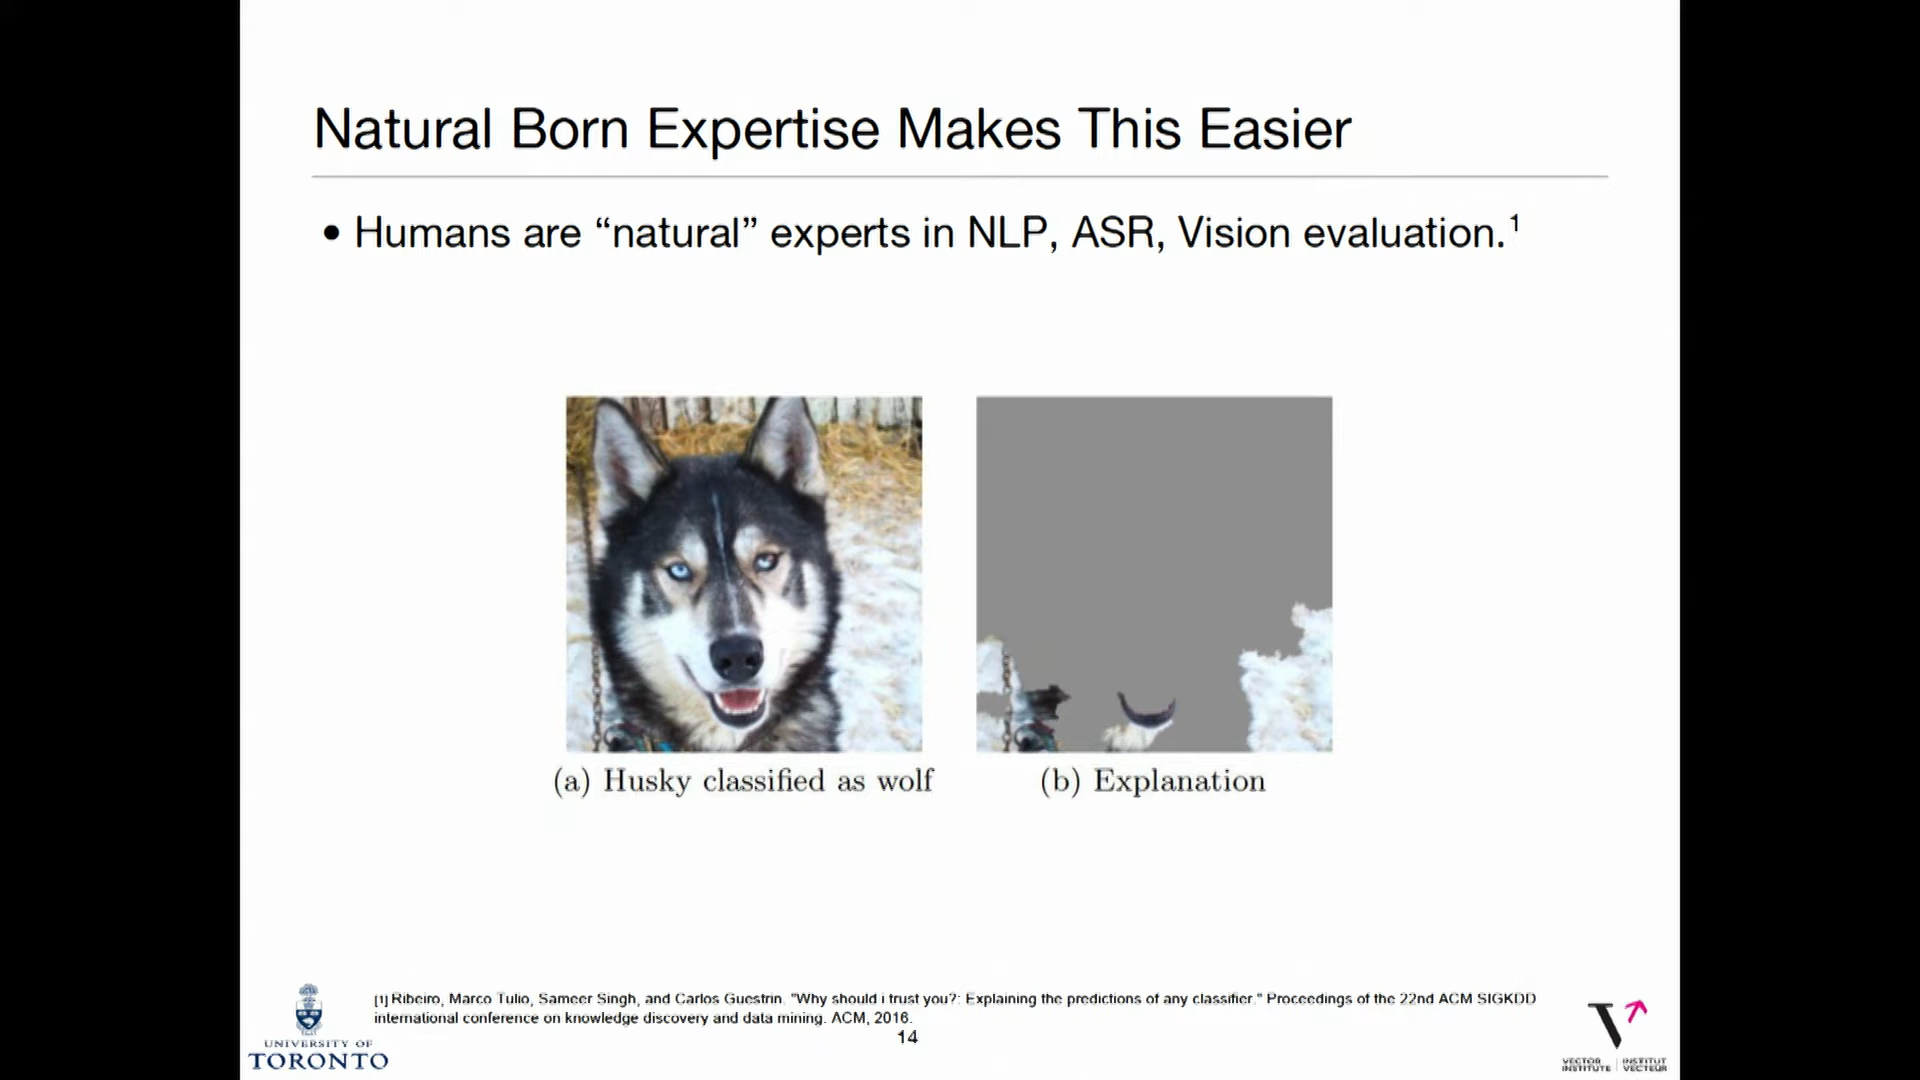 Natural Born Expertise Makes This Easier
• Humans are “natural” experts in NLP, ASR, Vision evaluation.1
(a) Husky classified as wolf
(b) Explanation
[1] Ribeiro, Marco Tulio, Sameer Singh, and Carlos Guestrin. "Why should i trust you?: Explaining the predictions of any classifier." Proceedings of the 22nd ACM SIGKDD
international conference on knowledge discovery and data mining. ACM, 2016.
14
UNIVERSITY OF
TORONTO
VECTOR INSTITUTE | INSTITUT VECTEUR